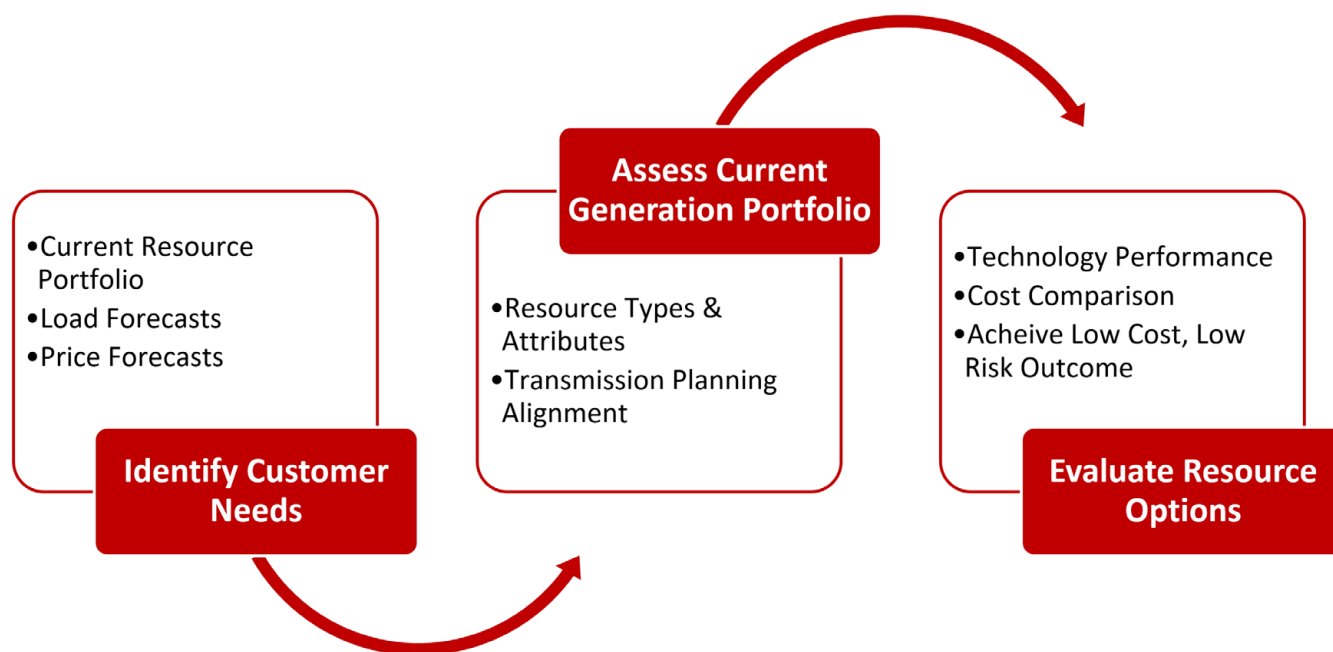 •Current Resource
Portfolio
•Load Forecasts
•Price Forecasts
Identify Customer
Needs
Assess Current
Generation Portfolio
•Resource Types &
Attributes
•Transmission Planning
Alignment
•Technology Performance
•Cost Comparison
•Acheive Low Cost, Low
Risk Outcome
Evaluate Resource
Options